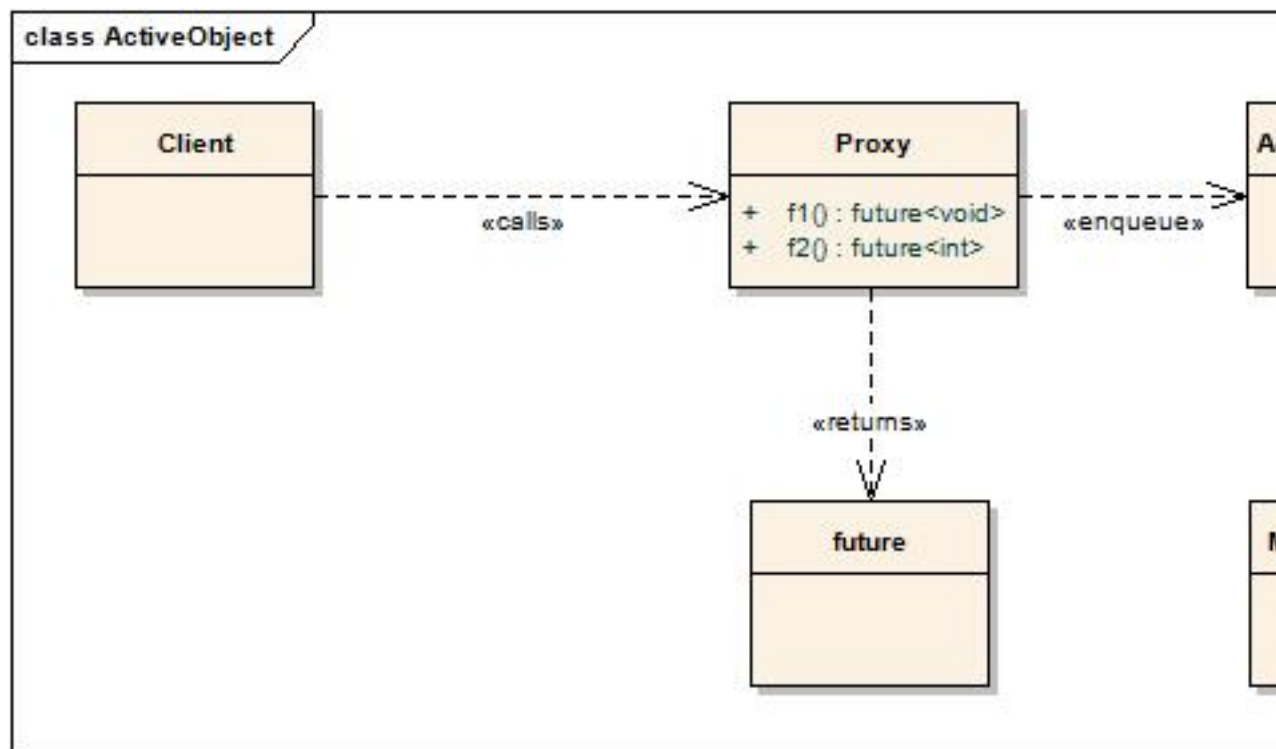 class ActiveObject
Client
Proxy
+ f1() : future<void>
+ f2() : future<int>
«calls»
«enqueue»
«returns»
future